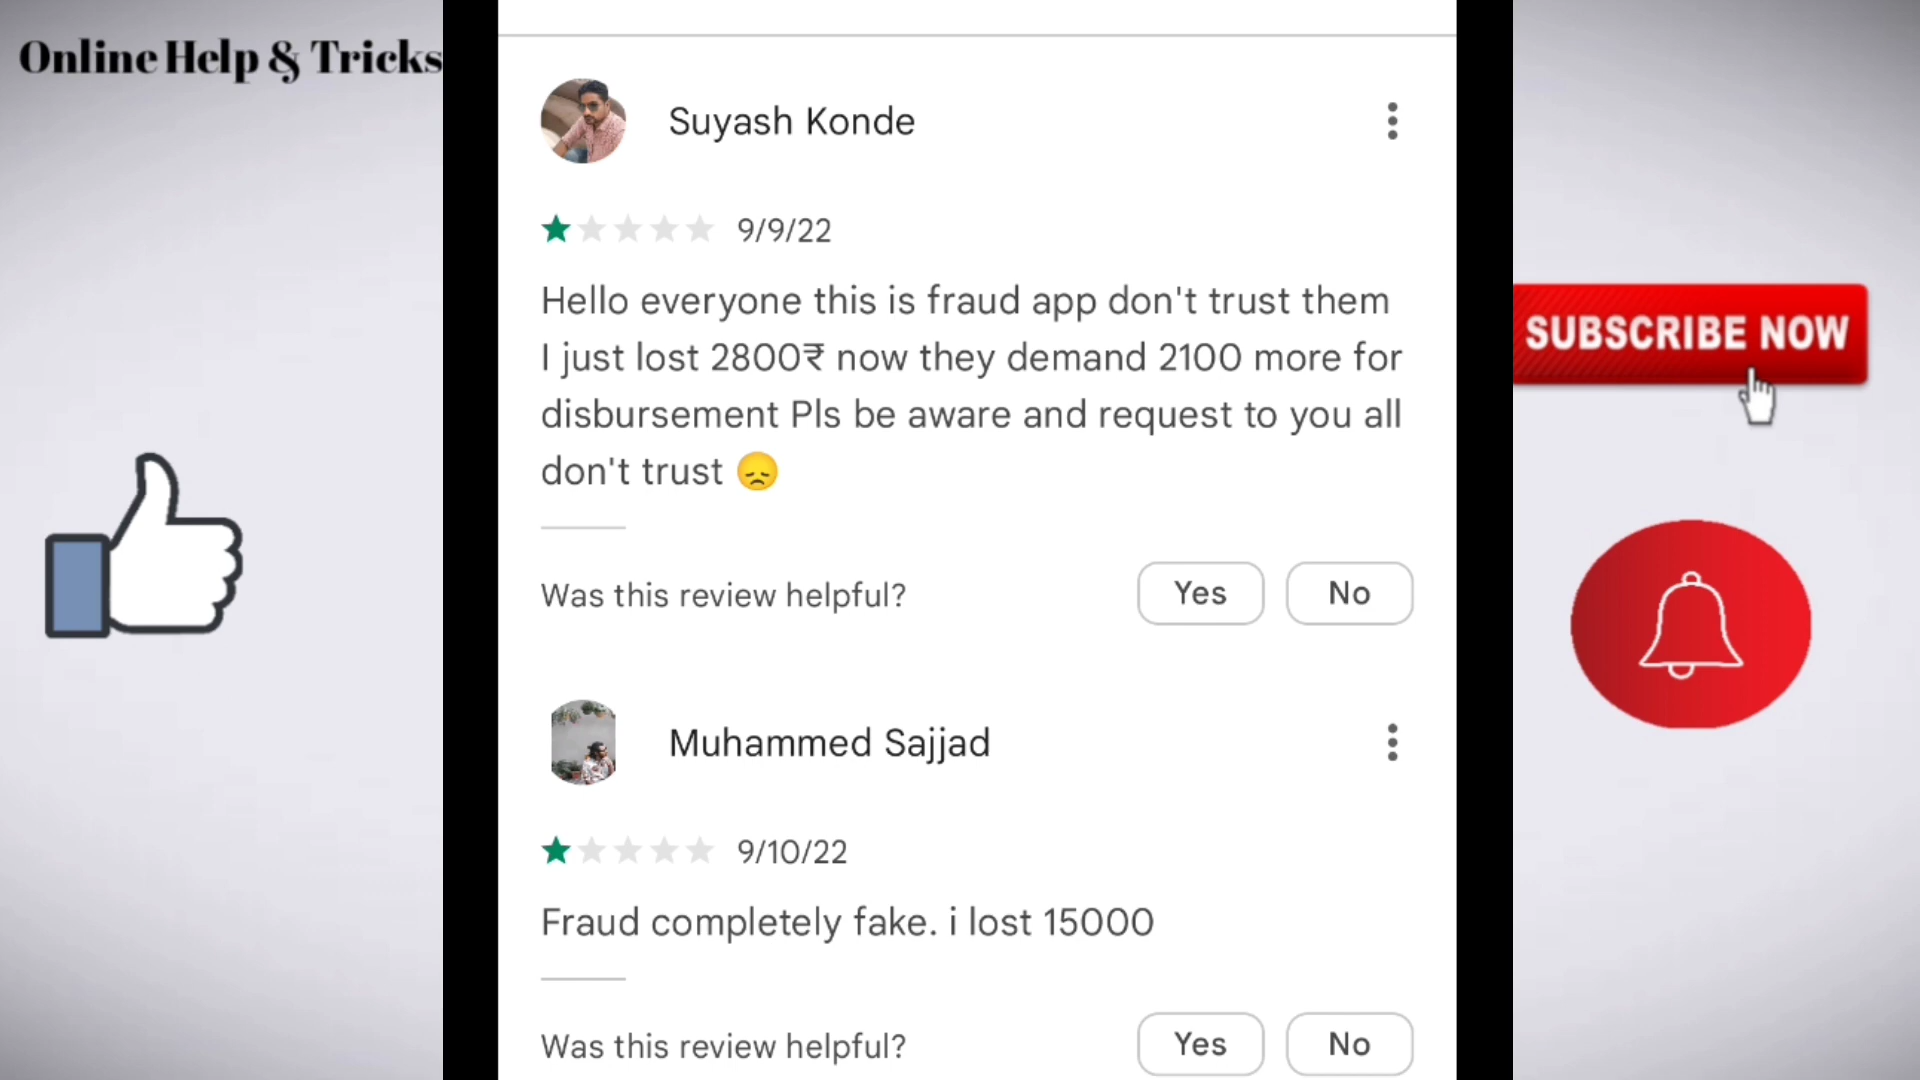 Online Help & Tricks
Suyash Konde
9/9/22
Hello everyone this is fraud app don't trust them
I just lost 2800₹ now they demand 2100 more for
disbursement Pls be aware and request to you all
don't trust 😞
Was this review helpful?
Yes
No
Muhammed Sajjad
9/10/22
Fraud completely fake. i lost 15000
Was this review helpful?
Yes
No
SUBSCRIBE NOW